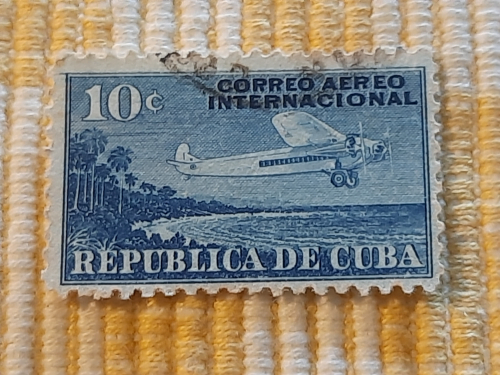 10¢
CORREO AEREO
INTERNACIONAL
REPUBLICA DE CUBA